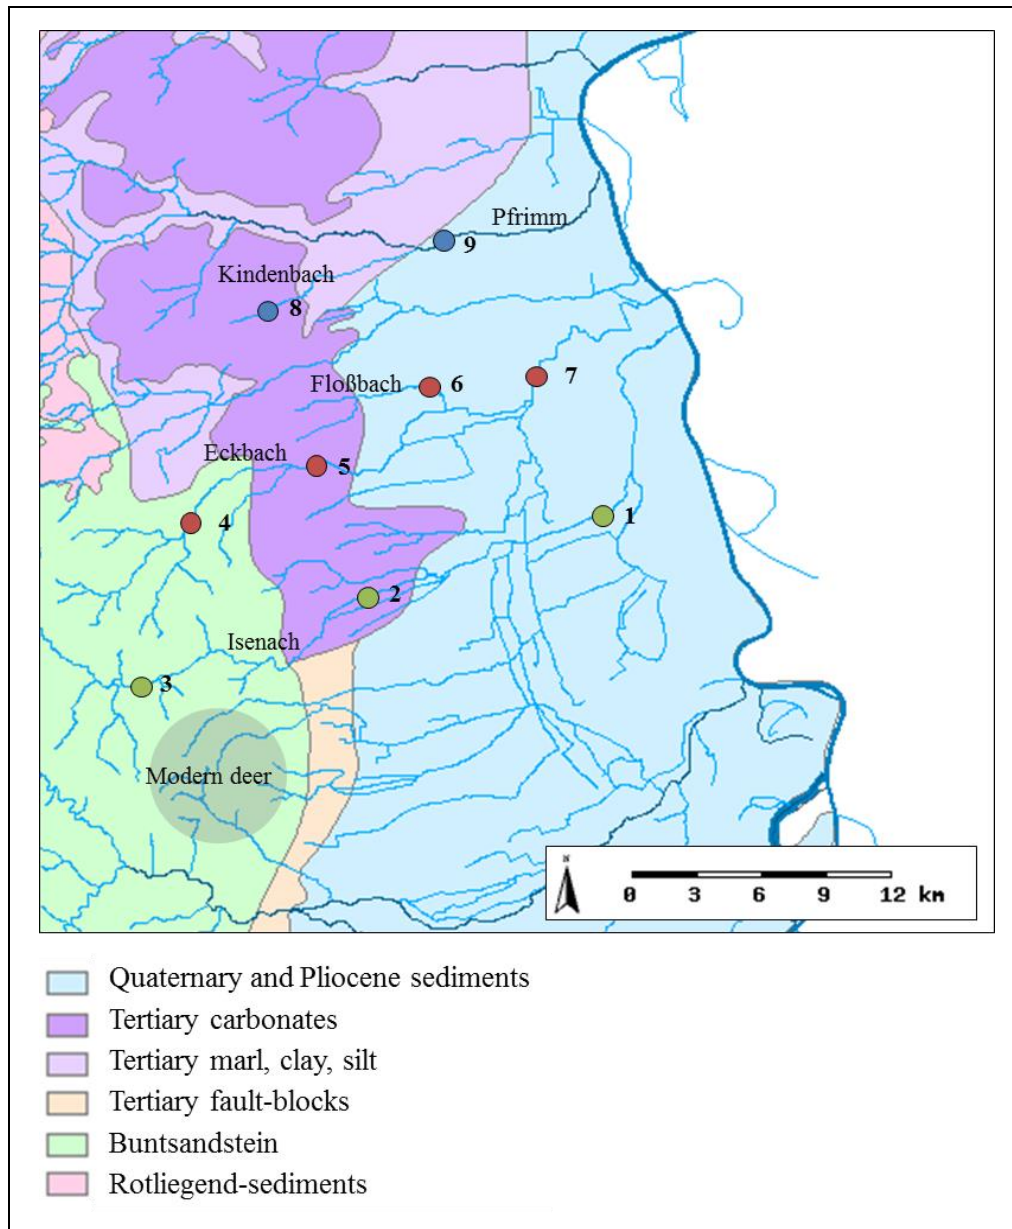 Pfrimm
9
Kindenbach
8
Floßbach
6
7
Eckbach
5
4
1
2
Isenach
3
Modern deer
N
0 3 6 9 12 km
Quaternary and Pliocene sediments
Tertiary carbonates
Tertiary marl, clay, silt
Tertiary fault-blocks
Buntsandstein
Rotliegend-sediments